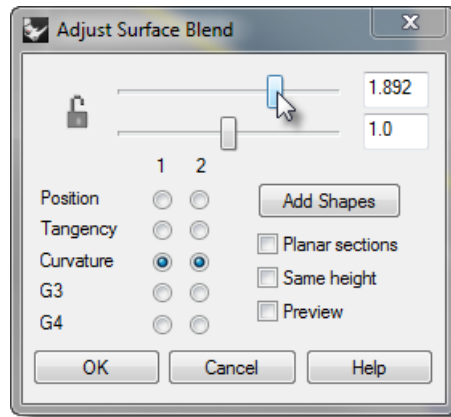 Adjust Surface Blend
x
1.892
1.0
1 2
Position
Tangency
Curvature
G3
G4
Add Shapes
Planar sections
Same height
Preview
OK Cancel Help